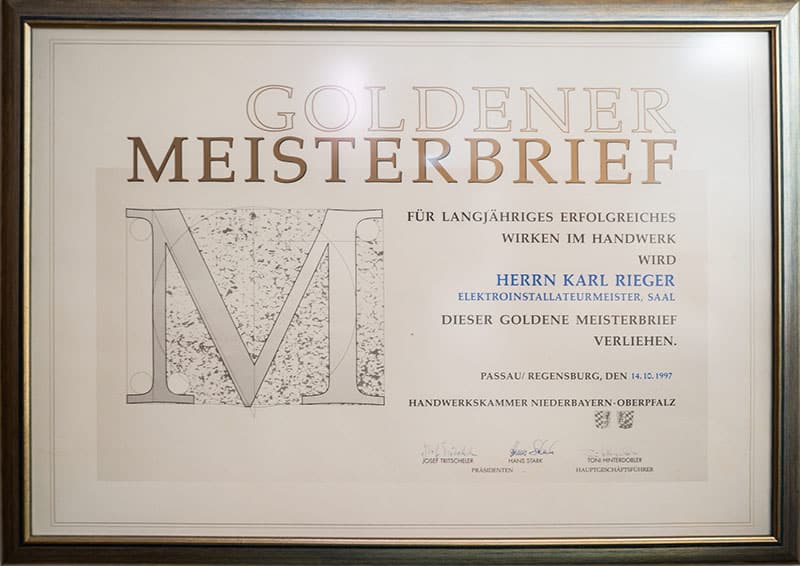 GOLDENER
MEISTERBRIEF
FÜR LANGJÄHRIGES ERFOLGREICHES
WIRKEN IM HANDWERK
WIRD
HERRN KARL RIEGER
ELEKTROINSTALLATEURMEISTER, SAAL
DIESER GOLDENE MEISTERBRIEF
VERLIEHEN.
PASSAU/REGENSBURG, DEN 14.10.1997
HANDWERKSKAMMER NIEDERBAYERN-OBERPFALZ
JOSEF TRITSCHELER HANS STARK TONI HINTERDOBLER
PRÄSIDENTEN HAUPTGESCHÄFTSFÜHRER